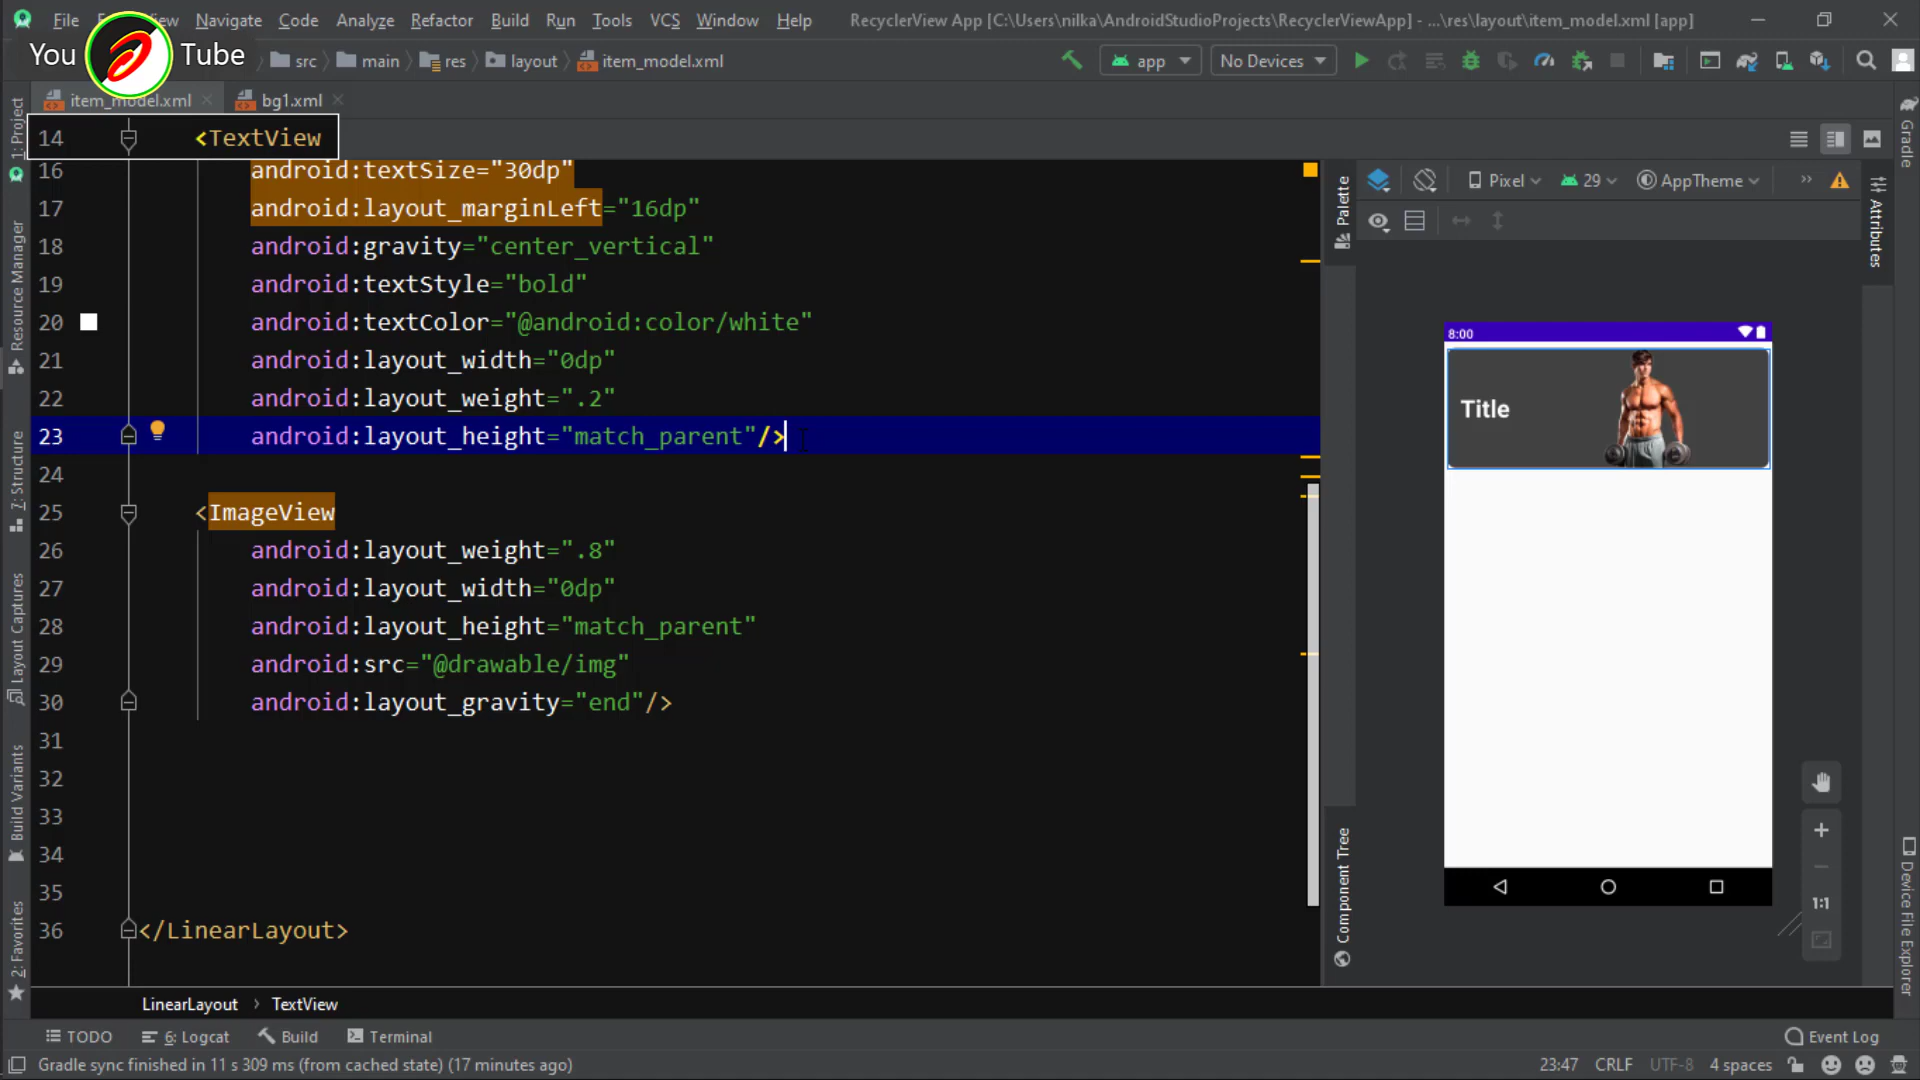 File View Navigate Code Analyze Refactor Build Run Tools VCS Window Help RecyclerView App [C:\Users\nilka\AndroidStudioProjects\RecyclerViewApp] - ...\res\layout\item_model.xml [app]
You Tube
src main res layout item_model.xml app No Devices
item_model.xml bg1.xml
14 <TextView
16 android:textSize="30dp"
17 android:layout_marginLeft="16dp"
18 android:gravity="center_vertical"
19 android:textStyle="bold"
20 android:textColor="@android:color/white"
21 android:layout_width="0dp"
22 android:layout_weight=".2"
23 android:layout_height="match_parent"/>
24
25 <ImageView
26 android:layout_weight=".8"
27 android:layout_width="0dp"
28 android:layout_height="match_parent"
29 android:src="@drawable/img"
30 android:layout_gravity="end"/>
31
32
33
34
35
36 </LinearLayout>
LinearLayout > TextView
1: Project
Resource Manager
7: Structure
Layout Captures
Build Variants
2: Favorites
Palette
Component Tree
Pixel 29 AppTheme
8:00
Title
1:1
Gradle
Attributes
Device File Explorer
TODO 6: Logcat Build Terminal Event Log
Gradle sync finished in 11 s 309 ms (from cached state) (17 minutes ago) 23:47 CRLF UTF-8 4 spaces